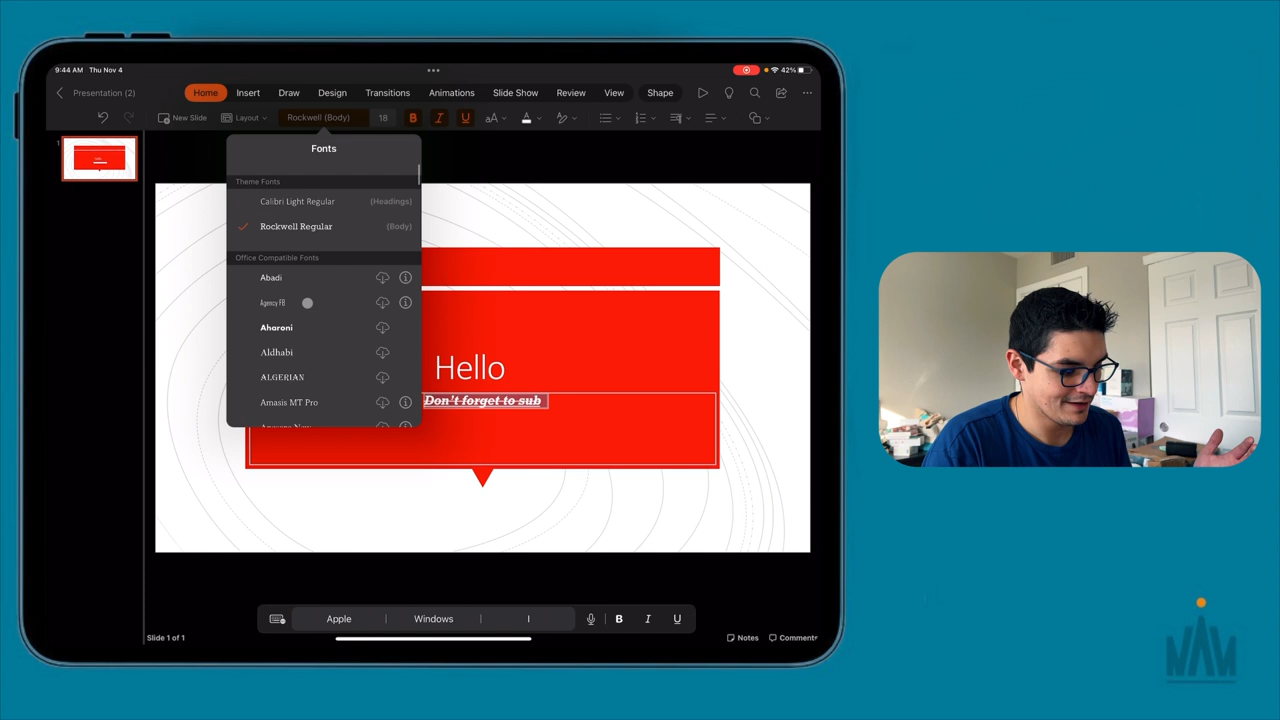 9:44 AM Thu Nov 4
42%
Presentation (2)
Home Insert Draw Design Transitions Animations Slide Show Review View Shape
New Slide Layout Rockwell (Body) 18 B I U aA A
1
Fonts
Theme Fonts
Calibri Light Regular (Headings)
Rockwell Regular (Body)
Office Compatible Fonts
Abadi
Agency FB
Aharoni
Aldhabi
ALGERIAN
Amasis MT Pro
Hello
Don't forget to sub
Apple Windows I B I U
Slide 1 of 1
Notes Comments